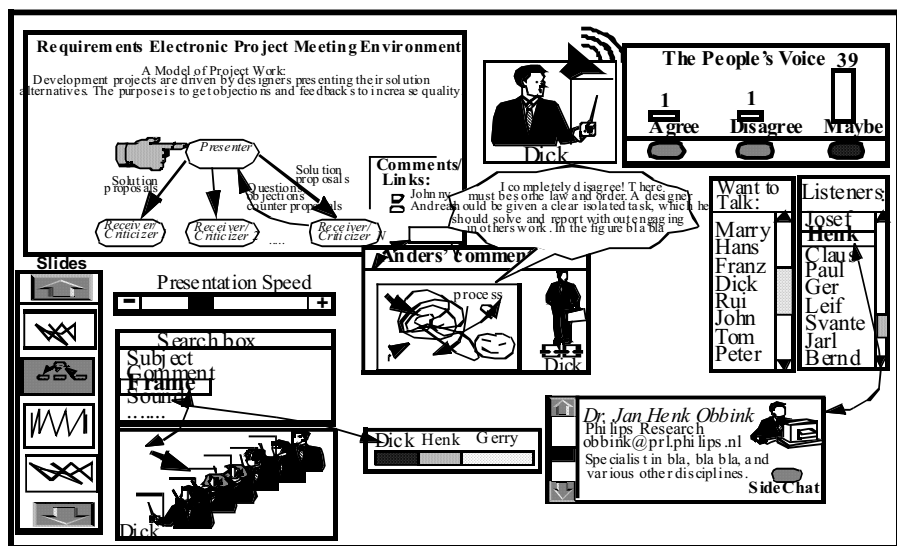 Requirements Electronic Project Meeting Environment
A Model of Project Work:
Development projects are driven by designers presenting their solution
alternatives. The purpose is to get objections and feedbacks to increase quality
Presenter
Solution
proposals
Questions
objections
counter proposals
Solution
proposals
Receiver/
Criticizer
Receiver/
Criticizer 2
......
Receiver/
Criticizer N
Comments/
Links:
Johnny
Andrea
Dick
The People's Voice
1
1
39
Agree
Disagree
Maybe
I completely disagree! There
must be some law and order. A designer
should be given a clear isolated task, which he
should solve and report without engaging
in others work. In the figure bla bla
Anders' comment
process
Dick
Want to
Talk:
Marry
Hans
Franz
Dick
Rui
John
Tom
Peter
Listeners:
Josef
Henk
Claus
Paul
Ger
Leif
Svante
Jarl
Bernd
Slides
Presentation Speed
- +
Search box
Subject
Comment
Frame
Sound
.......
Dick
Dick Henk Gerry
Dr. Jan Henk Obbink
Philips Research
obbink@prl.philips.nl
Specialist in bla, bla bla, and
various other disciplines.
SideChat